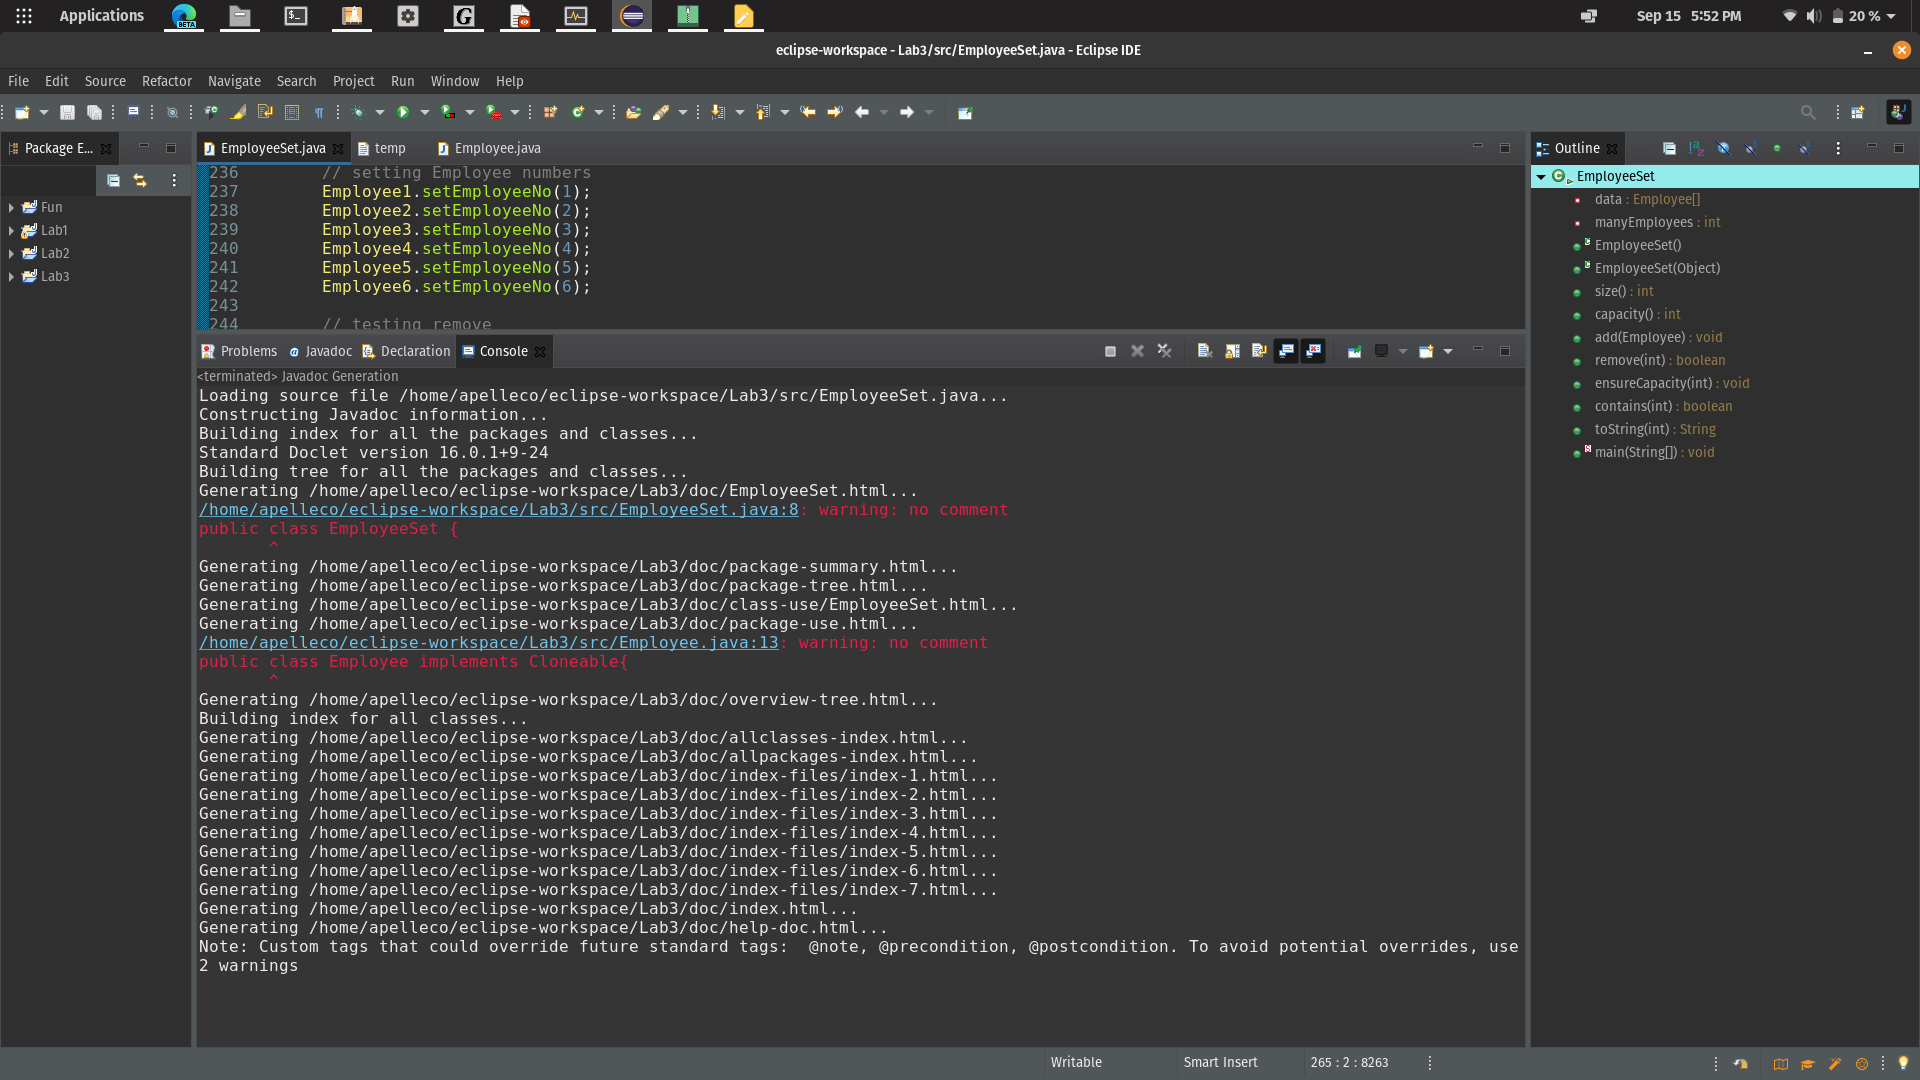 Applications
Sep 15 5:52 PM
20 %
eclipse-workspace - Lab3/src/EmployeeSet.java - Eclipse IDE
File Edit Source Refactor Navigate Search Project Run Window Help
Package E...
Fun
Lab1
Lab2
Lab3
EmployeeSet.java temp Employee.java
236 // setting Employee numbers
237 Employee1.setEmployeeNo(1);
238 Employee2.setEmployeeNo(2);
239 Employee3.setEmployeeNo(3);
240 Employee4.setEmployeeNo(4);
241 Employee5.setEmployeeNo(5);
242 Employee6.setEmployeeNo(6);
243
244 // testing remove
Problems Javadoc Declaration Console
<terminated> Javadoc Generation
Loading source file /home/apelleco/eclipse-workspace/Lab3/src/EmployeeSet.java...
Constructing Javadoc information...
Building index for all the packages and classes...
Standard Doclet version 16.0.1+9-24
Building tree for all the packages and classes...
Generating /home/apelleco/eclipse-workspace/Lab3/doc/EmployeeSet.html...
/home/apelleco/eclipse-workspace/Lab3/src/EmployeeSet.java:8: warning: no comment
public class EmployeeSet {
^
Generating /home/apelleco/eclipse-workspace/Lab3/doc/package-summary.html...
Generating /home/apelleco/eclipse-workspace/Lab3/doc/package-tree.html...
Generating /home/apelleco/eclipse-workspace/Lab3/doc/class-use/EmployeeSet.html...
Generating /home/apelleco/eclipse-workspace/Lab3/doc/package-use.html...
/home/apelleco/eclipse-workspace/Lab3/src/Employee.java:13: warning: no comment
public class Employee implements Cloneable{
^
Generating /home/apelleco/eclipse-workspace/Lab3/doc/overview-tree.html...
Building index for all classes...
Generating /home/apelleco/eclipse-workspace/Lab3/doc/allclasses-index.html...
Generating /home/apelleco/eclipse-workspace/Lab3/doc/allpackages-index.html...
Generating /home/apelleco/eclipse-workspace/Lab3/doc/index-files/index-1.html...
Generating /home/apelleco/eclipse-workspace/Lab3/doc/index-files/index-2.html...
Generating /home/apelleco/eclipse-workspace/Lab3/doc/index-files/index-3.html...
Generating /home/apelleco/eclipse-workspace/Lab3/doc/index-files/index-4.html...
Generating /home/apelleco/eclipse-workspace/Lab3/doc/index-files/index-5.html...
Generating /home/apelleco/eclipse-workspace/Lab3/doc/index-files/index-6.html...
Generating /home/apelleco/eclipse-workspace/Lab3/doc/index-files/index-7.html...
Generating /home/apelleco/eclipse-workspace/Lab3/doc/index.html...
Generating /home/apelleco/eclipse-workspace/Lab3/doc/help-doc.html...
Note: Custom tags that could override future standard tags:  @note, @precondition, @postcondition. To avoid potential overrides, use
2 warnings
Outline
EmployeeSet
data : Employee[]
manyEmployees : int
EmployeeSet()
EmployeeSet(Object)
size() : int
capacity() : int
add(Employee) : void
remove(int) : boolean
ensureCapacity(int) : void
contains(int) : boolean
toString(int) : String
main(String[]) : void
Writable Smart Insert 265 : 2 : 8263